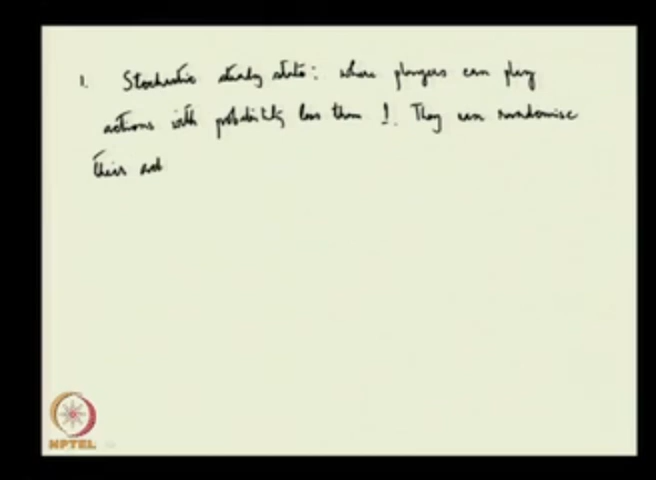 1. Stochastic steady state: where players can play
actions with probability less than 1. They can randomise
their act
NPTEL